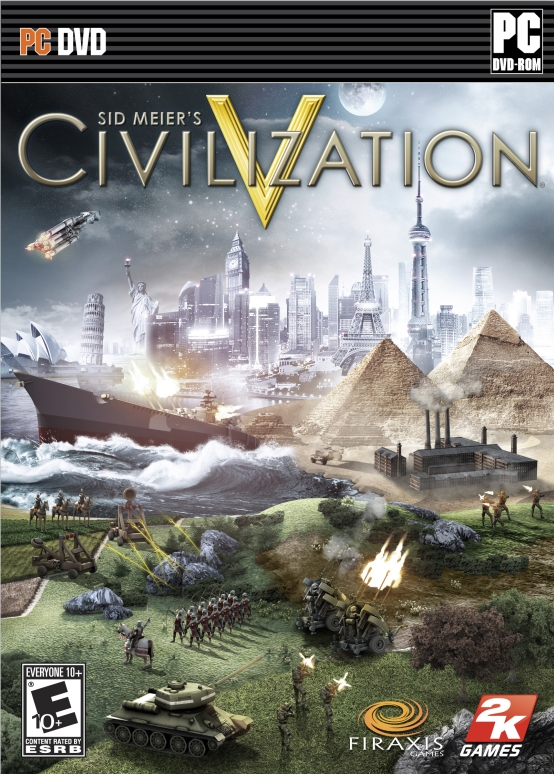 PC DVD
PC
DVD-ROM
SID MEIER'S
CIVILIZATION
V
EVERYONE 10+
E
10+
CONTENT RATED BY
ESRB
FIRAXIS
GAMES
2K
GAMES